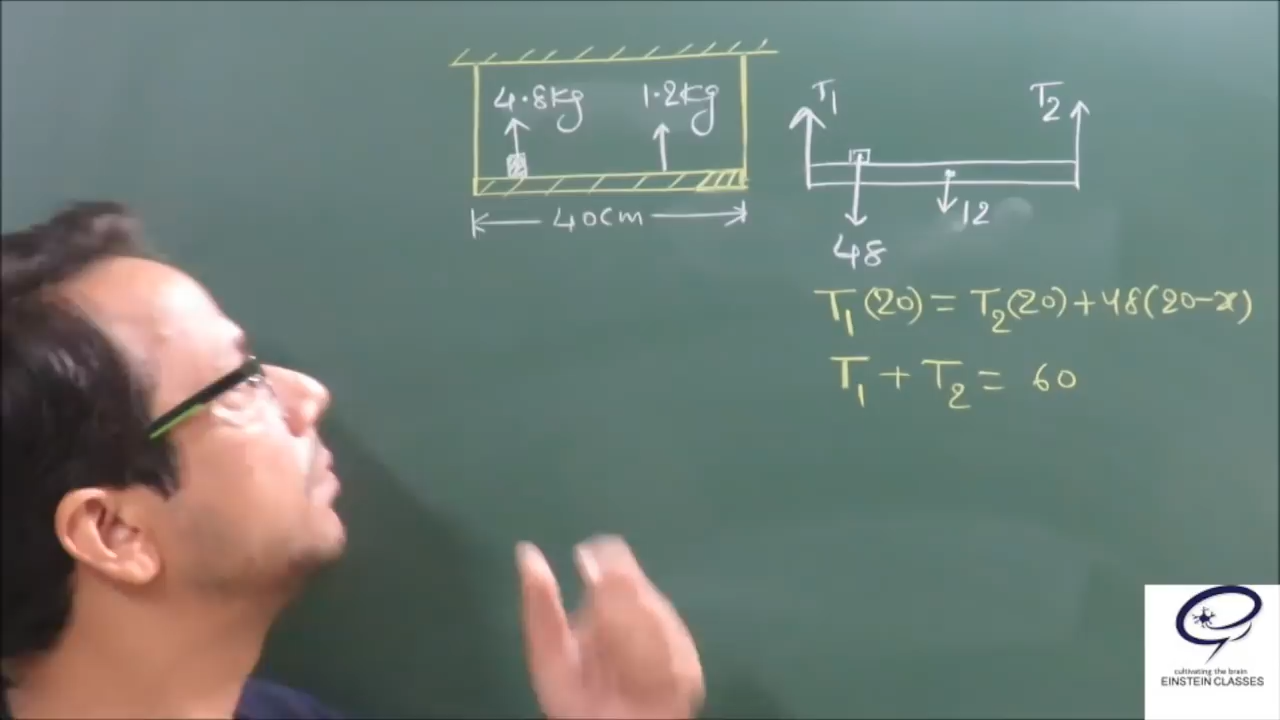 4.8kg 1.2kg
40cm
T1 T2
12
48
T1(20) = T2(20) + 48(20-x)
T1 + T2 = 60
cultivating the brain
EINSTEIN CLASSES